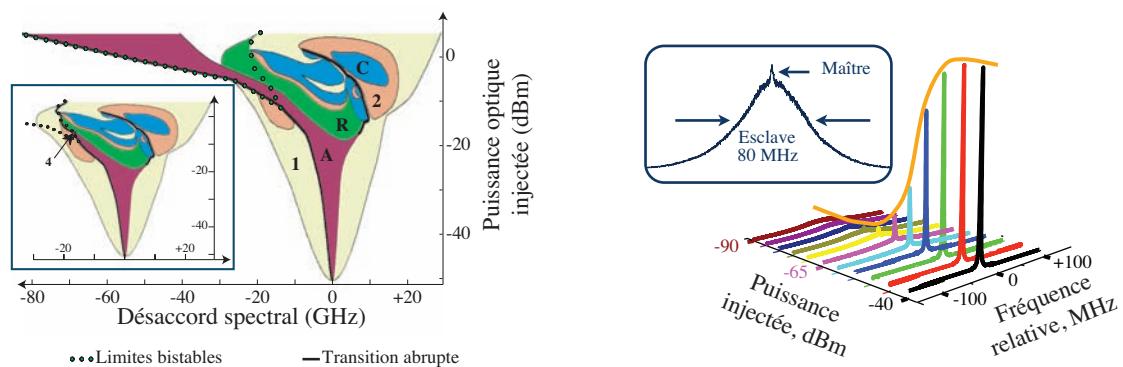 0
-20
-40
Puissance optique
injectée (dBm)
C
2
R
A
1
4
-20
-40
-20
+20
-80
-60
-40
-20
0
+20
Désaccord spectral (GHz)
Limites bistables
Transition abrupte
Maître
Esclave
80 MHz
-90
-65
-40
Puissance
injectée, dBm
+100
0
-100
Fréquence
relative, MHz